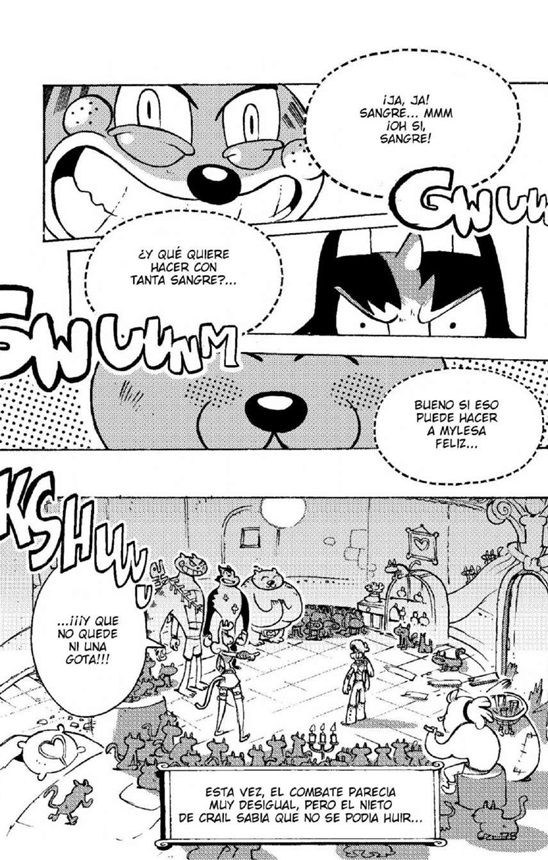 ¡JA, JA!
SANGRE... MMM
¡OH SI,
SANGRE!
GWUU
¿Y QUÉ QUIERE
HACER CON
TANTA SANGRE?...
GWUUNM
BUENO SI ESO
PUEDE HACER
A MYLESA
FELIZ...
KSHUUU
...¡¡¡Y QUE
NO QUEDE
NI UNA
GOTA!!!
ESTA VEZ, EL COMBATE PARECIA
MUY DESIGUAL, PERO EL NIETO
DE CRAIL SABIA QUE NO SE PODIA HUIR...